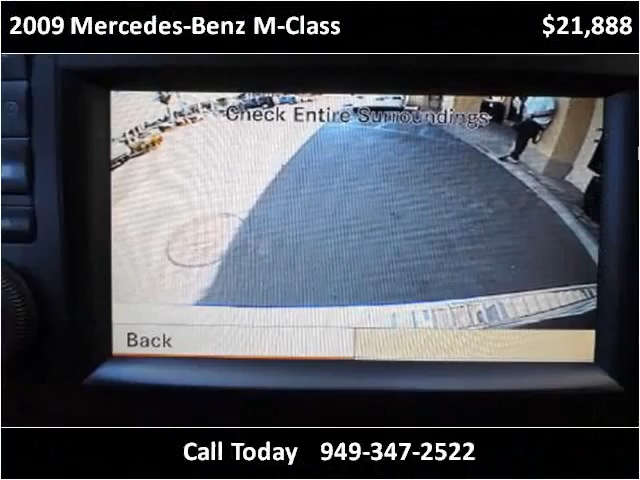 2009 Mercedes-Benz M-Class $21,888
Check Entire Surroundings
Back
Call Today 949-347-2522